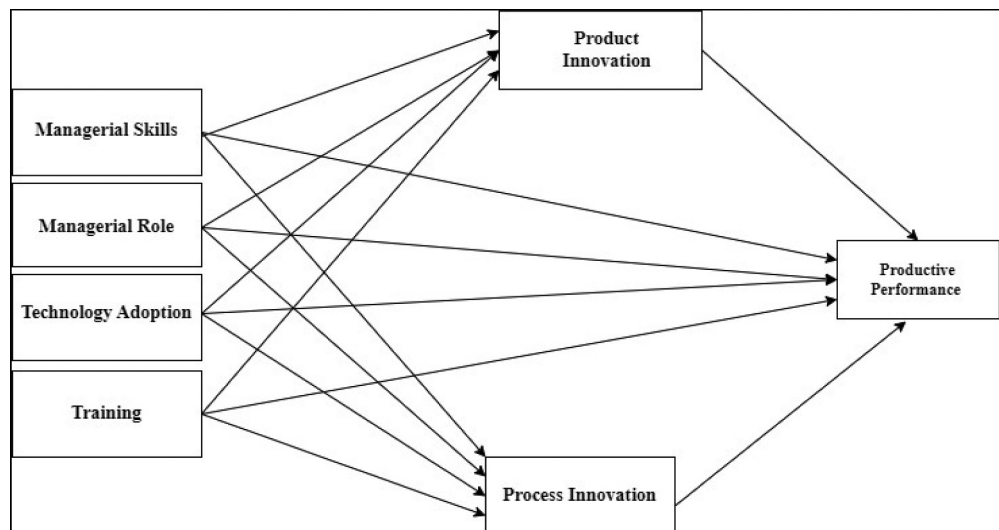 Product
Innovation
Managerial Skills
Managerial Role
Technology Adoption
Training
Productive
Performance
Process Innovation